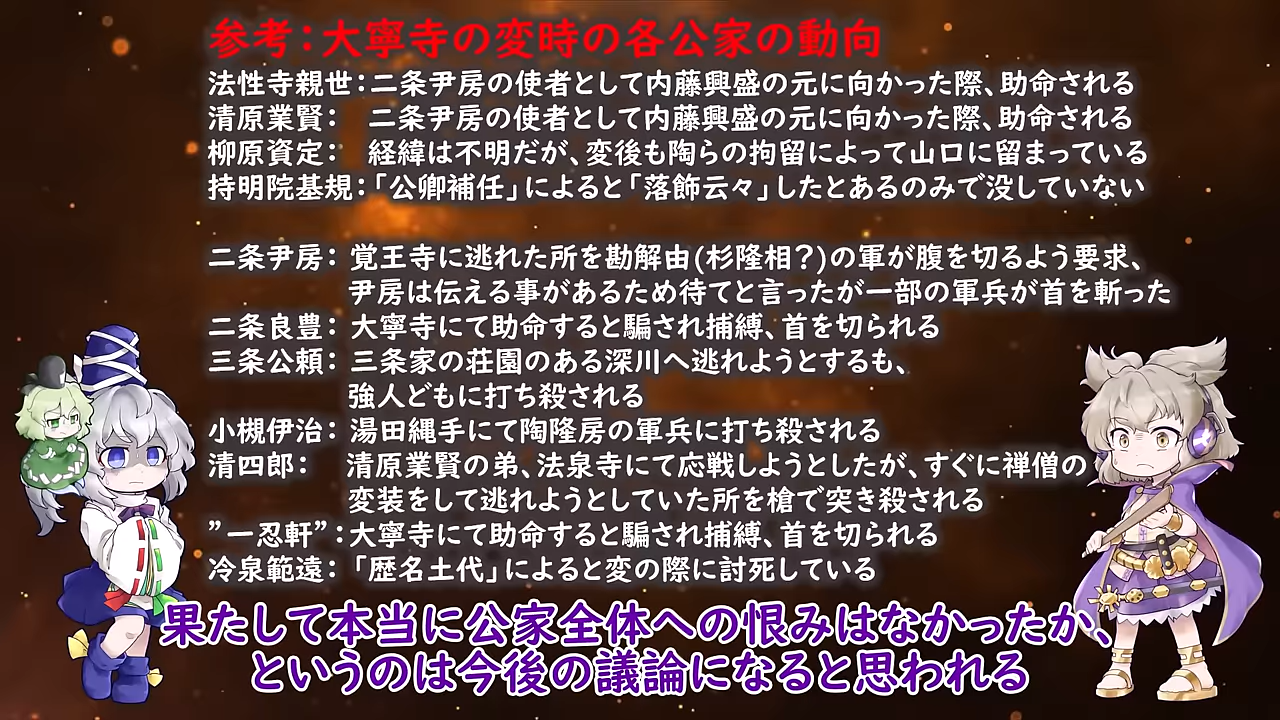 参考:大寧寺の変時の各公家の動向
法性寺親世:二条尹房の使者として内藤興盛の元に向かった際、助命される
清原業賢: 二条尹房の使者として内藤興盛の元に向かった際、助命される
柳原資定: 経緯は不明だが、変後も陶らの拘留によって山口に留まっている
持明院基規:「公卿補任」によると「落飾云々」したとあるのみで没していない
二条尹房: 覚王寺に逃れた所を勘解由(杉隆相?)の軍が腹を切るよう要求、
尹房は伝える事があるため待てと言ったが一部の軍兵が首を斬った
二条良豊: 大寧寺にて助命すると騙され捕縛、首を切られる
三条公頼: 三条家の荘園のある深川へ逃れようとするも、
強人どもに打ち殺される
小槻伊治: 湯田縄手にて陶隆房の軍兵に打ち殺される
清四郎: 清原業賢の弟、法泉寺にて応戦しようとしたが、すぐに禅僧の
変装をして逃れようとしていた所を槍で突き殺される
”一忍軒”:大寧寺にて助命すると騙され捕縛、首を切られる
冷泉範遠: 「歴名土代」によると変の際に討死している
果たして本当に公家全体への恨みはなかったか、
というのは今後の議論になると思われる